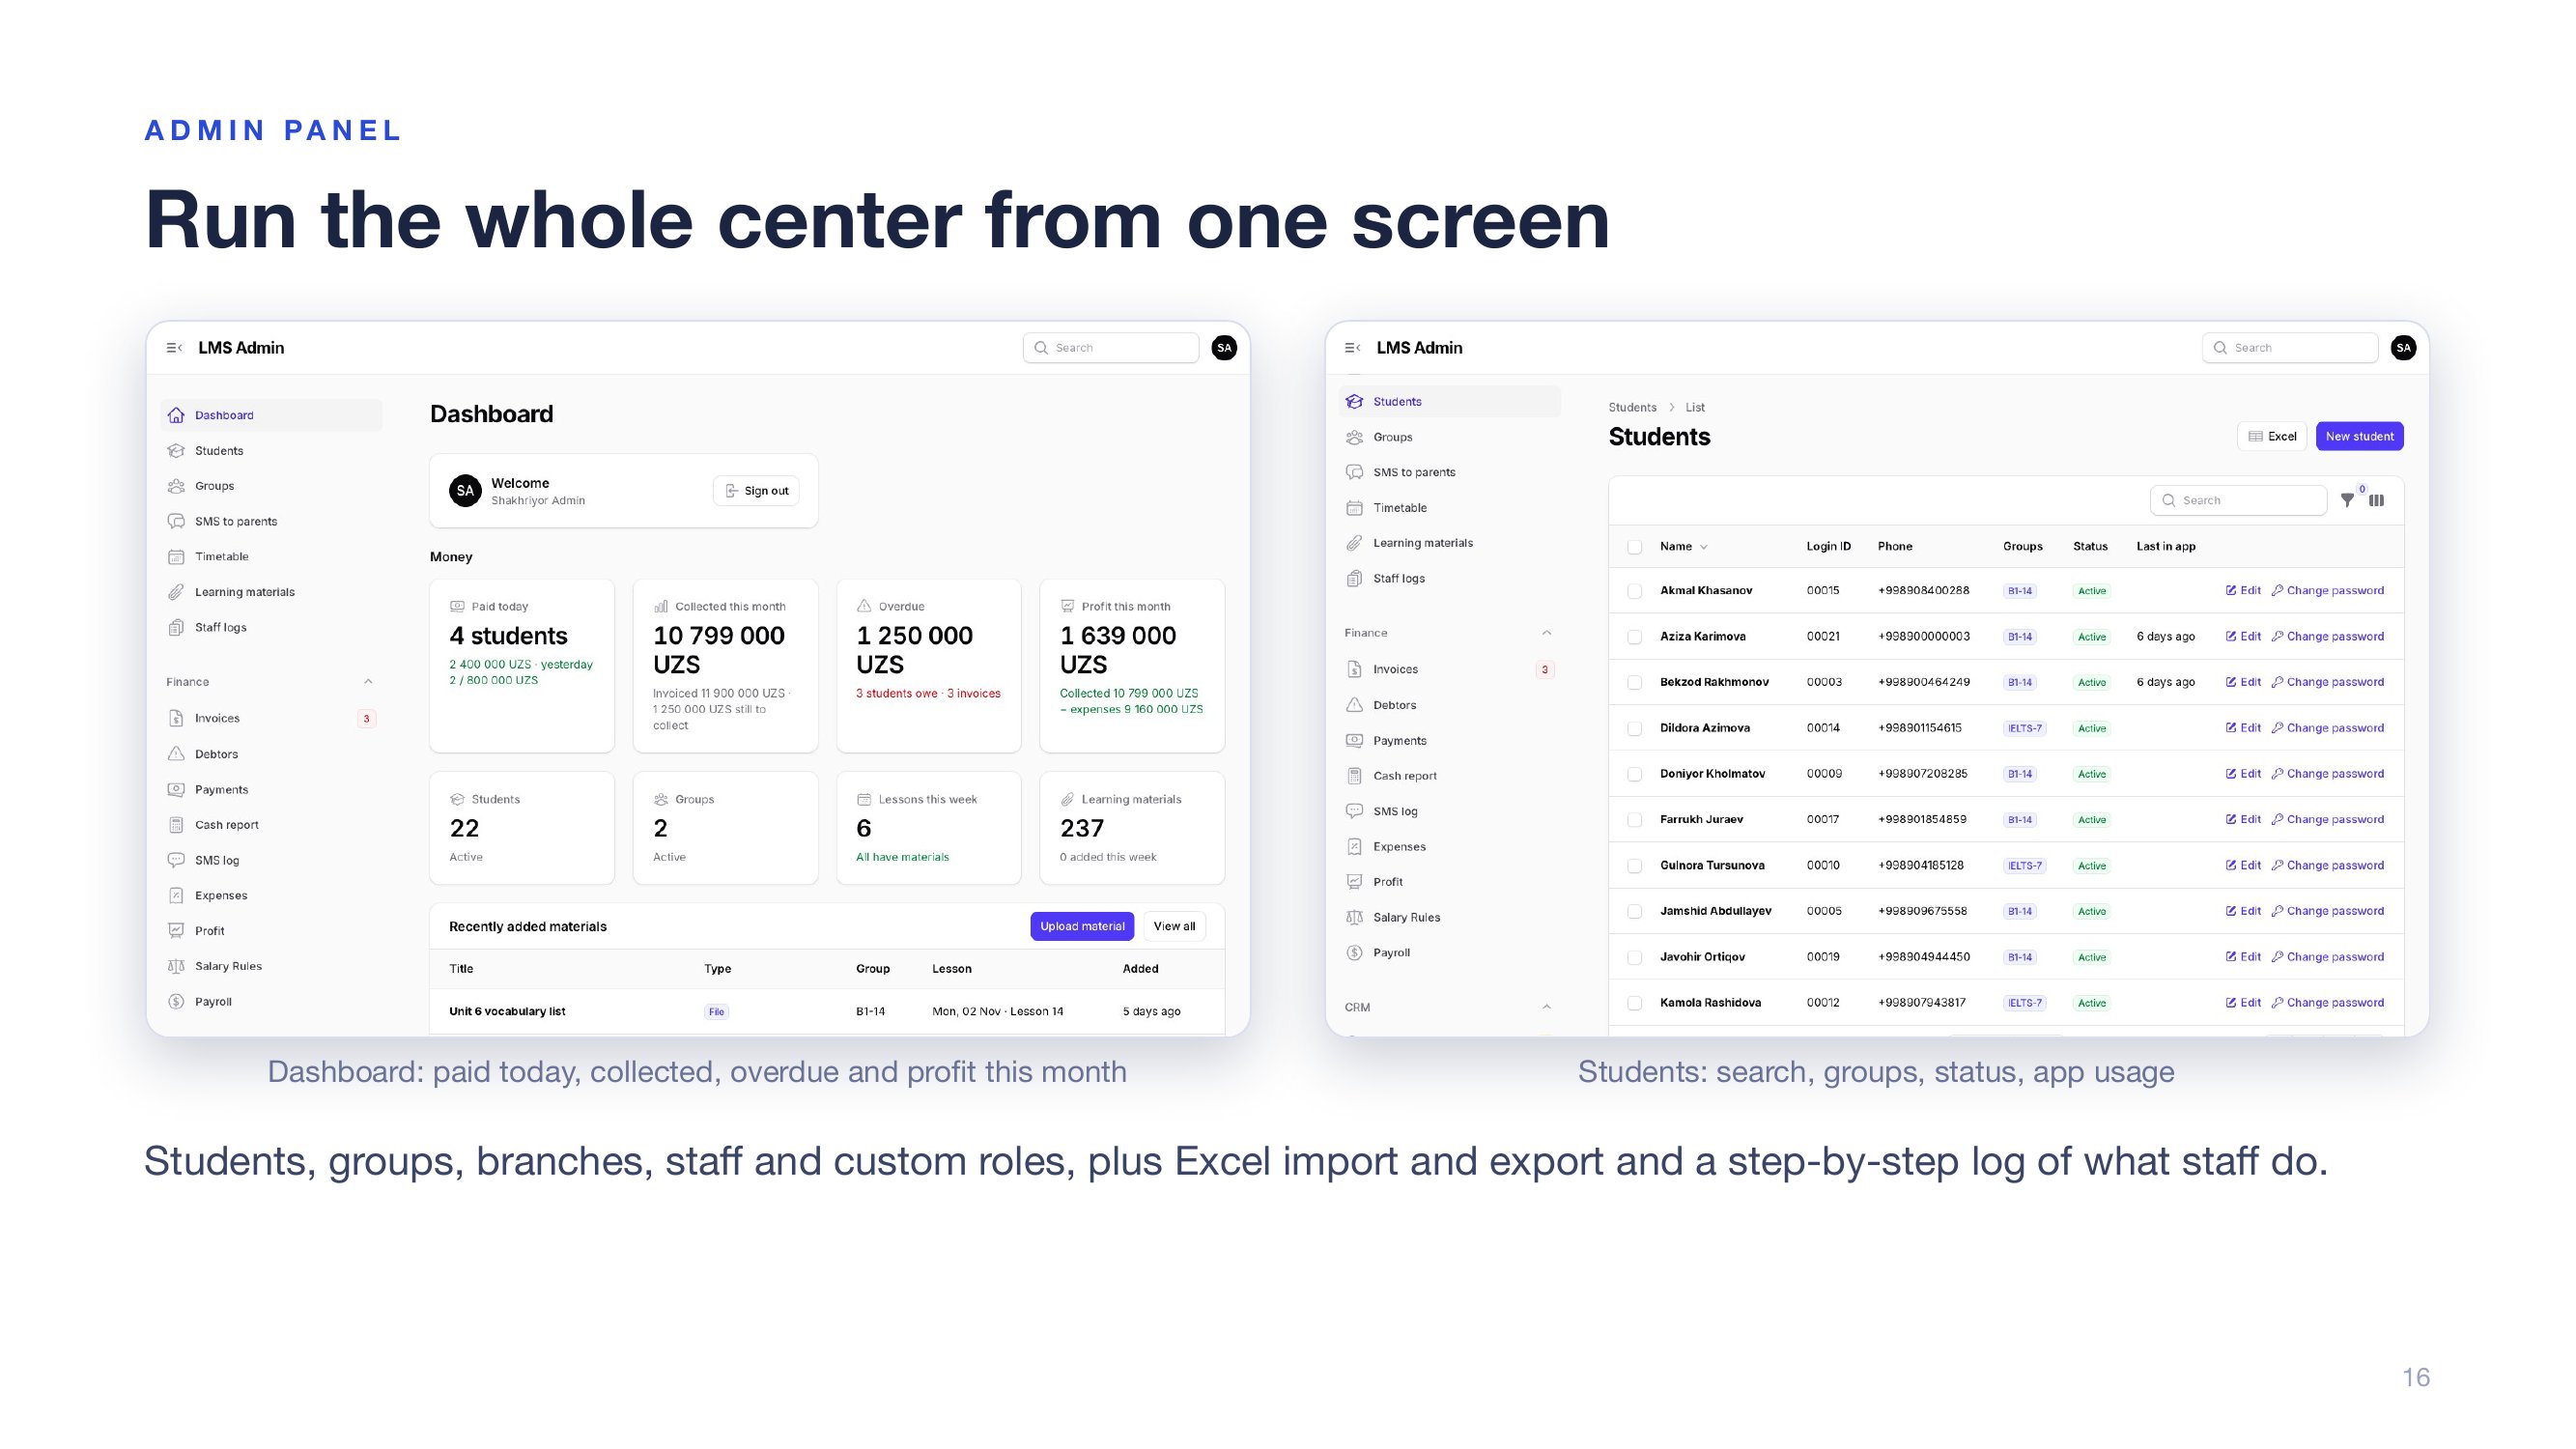 ADMIN PANEL
Run the whole center from one screen
LMS Admin
Search
SA
Dashboard
Students
Groups
SMS to parents
Timetable
Learning materials
Staff logs
Finance
Invoices 3
Debtors
Payments
Cash report
SMS log
Expenses
Profit
Salary Rules
Payroll
Dashboard
SA
Welcome
Shakhriyor Admin
Sign out
Money
Paid today
4 students
2 400 000 UZS · yesterday
2 / 800 000 UZS
Collected this month
10 799 000
UZS
Invoiced 11 900 000 UZS ·
1 250 000 UZS still to
collect
Overdue
1 250 000
UZS
3 students owe · 3 invoices
Profit this month
1 639 000
UZS
Collected 10 799 000 UZS
− expenses 9 160 000 UZS
Students
22
Active
Groups
2
Active
Lessons this week
6
All have materials
Learning materials
237
0 added this week
Recently added materials
Upload material
View all
Title Type Group Lesson Added
Unit 6 vocabulary list File B1-14 Mon, 02 Nov · Lesson 14 5 days ago
Dashboard: paid today, collected, overdue and profit this month
LMS Admin
Search
SA
Students
Groups
SMS to parents
Timetable
Learning materials
Staff logs
Finance
Invoices 3
Debtors
Payments
Cash report
SMS log
Expenses
Profit
Salary Rules
Payroll
CRM
Students List
Students
Excel
New student
Search
0
Name Login ID Phone Groups Status Last in app
Akmal Khasanov 00015 +998908400288 B1-14 Active Edit Change password
Aziza Karimova 00021 +998900000003 B1-14 Active 6 days ago Edit Change password
Bekzod Rakhmonov 00003 +998900464249 B1-14 Active 6 days ago Edit Change password
Dildora Azimova 00014 +998901154615 IELTS-7 Active Edit Change password
Doniyor Kholmatov 00009 +998907208285 B1-14 Active Edit Change password
Farrukh Juraev 00017 +998901854859 B1-14 Active Edit Change password
Gulnora Tursunova 00010 +998904185128 IELTS-7 Active Edit Change password
Jamshid Abdullayev 00005 +998909675558 B1-14 Active Edit Change password
Javohir Ortiqov 00019 +998904944450 B1-14 Active Edit Change password
Kamola Rashidova 00012 +998907943817 IELTS-7 Active Edit Change password
Students: search, groups, status, app usage
Students, groups, branches, staff and custom roles, plus Excel import and export and a step-by-step log of what staff do.
16